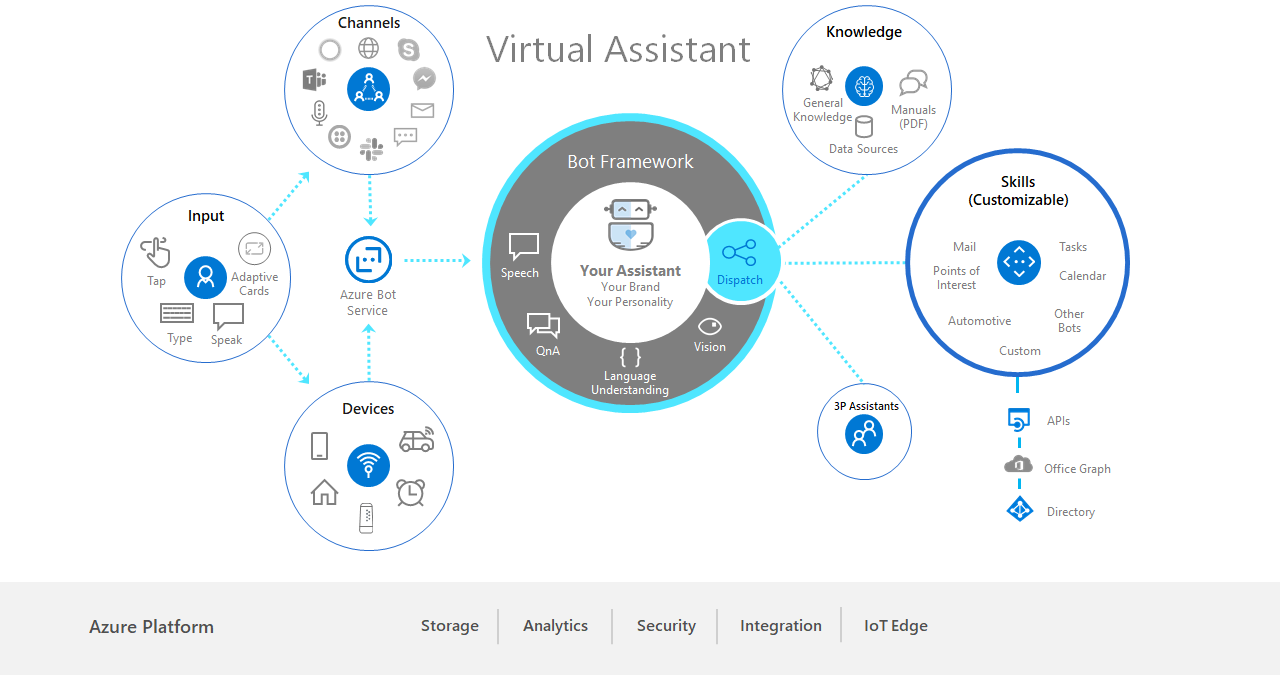 Virtual Assistant
Channels
Input
Tap
Adaptive
Cards
Type
Speak
Devices
Azure Bot
Service
Bot Framework
Speech
QnA
Language
Understanding
Vision
Your Assistant
Your Brand
Your Personality
Dispatch
Knowledge
General
Knowledge
Manuals
(PDF)
Data Sources
Skills
(Customizable)
Mail
Tasks
Points of
Interest
Calendar
Automotive
Other
Bots
Custom
3P Assistants
APIs
Office Graph
Directory
Azure Platform
Storage
Analytics
Security
Integration
IoT Edge